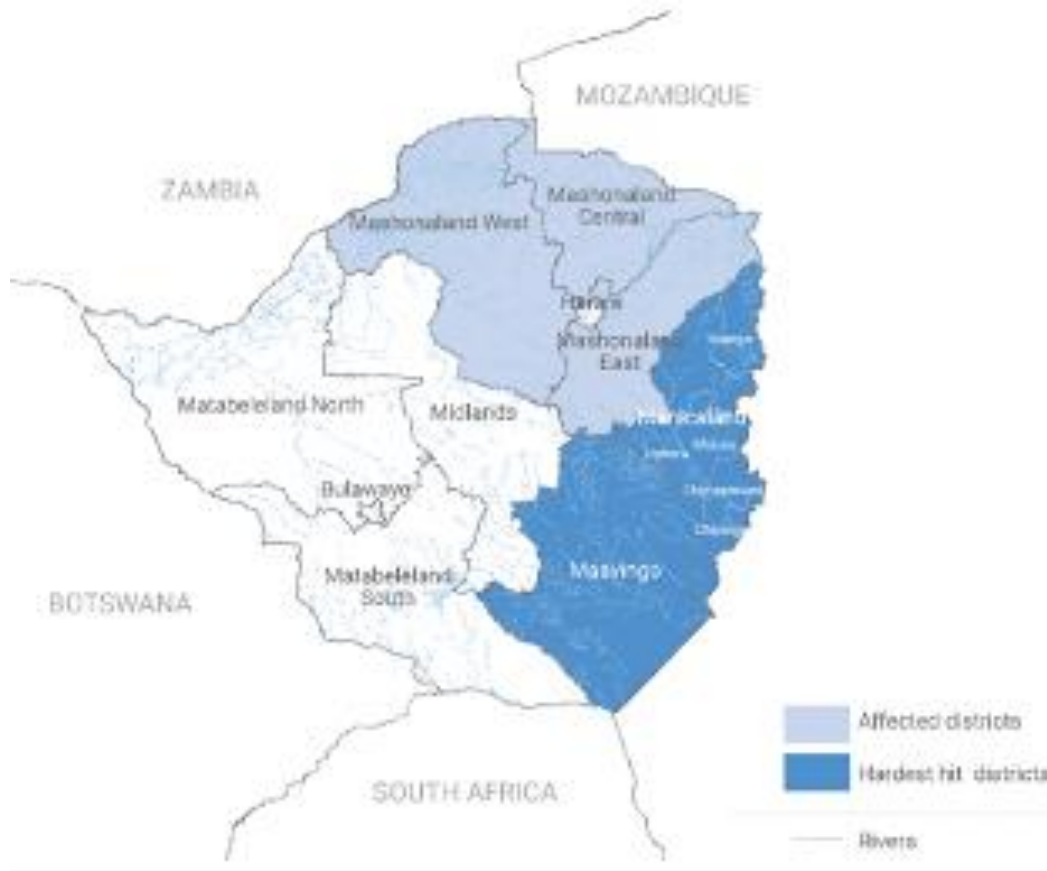 MOZAMBIQUE
ZAMBIA
Mashonaland
Central
Mashonaland West
Harare
Mashonaland
East
Manicaland
Matabeleland North
Midlands
Bulawayo
Masvingo
Matabeleland
South
BOTSWANA
SOUTH AFRICA
Affected districts
Hardest hit districts
Rivers